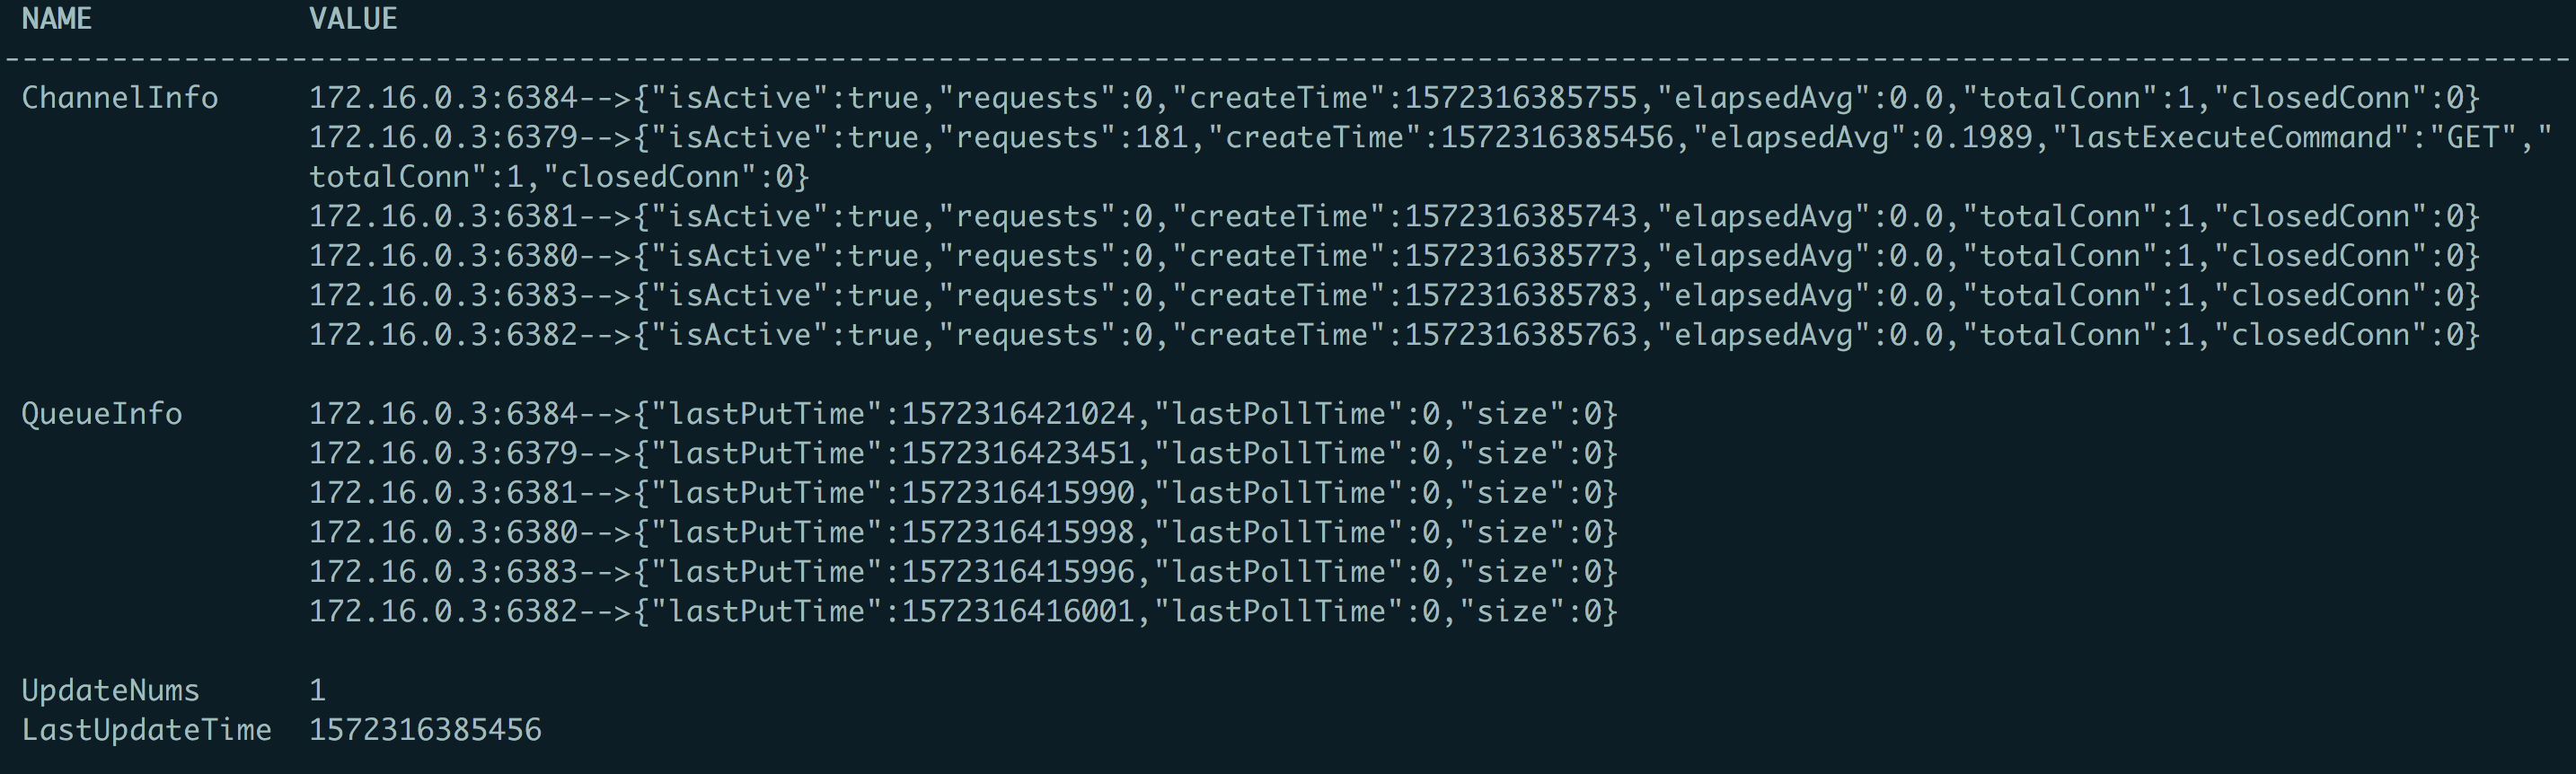 NAME VALUE
--------------------------------------------------------------------------------------------------------------------------------------------------
ChannelInfo 172.16.0.3:6384-->{"isActive":true,"requests":0,"createTime":1572316385755,"elapsedAvg":0.0,"totalConn":1,"closedConn":0}
172.16.0.3:6379-->{"isActive":true,"requests":181,"createTime":1572316385456,"elapsedAvg":0.1989,"lastExecuteCommand":"GET","
totalConn":1,"closedConn":0}
172.16.0.3:6381-->{"isActive":true,"requests":0,"createTime":1572316385743,"elapsedAvg":0.0,"totalConn":1,"closedConn":0}
172.16.0.3:6380-->{"isActive":true,"requests":0,"createTime":1572316385773,"elapsedAvg":0.0,"totalConn":1,"closedConn":0}
172.16.0.3:6383-->{"isActive":true,"requests":0,"createTime":1572316385783,"elapsedAvg":0.0,"totalConn":1,"closedConn":0}
172.16.0.3:6382-->{"isActive":true,"requests":0,"createTime":1572316385763,"elapsedAvg":0.0,"totalConn":1,"closedConn":0}
QueueInfo 172.16.0.3:6384-->{"lastPutTime":1572316421024,"lastPollTime":0,"size":0}
172.16.0.3:6379-->{"lastPutTime":1572316423451,"lastPollTime":0,"size":0}
172.16.0.3:6381-->{"lastPutTime":1572316415990,"lastPollTime":0,"size":0}
172.16.0.3:6380-->{"lastPutTime":1572316415998,"lastPollTime":0,"size":0}
172.16.0.3:6383-->{"lastPutTime":1572316415996,"lastPollTime":0,"size":0}
172.16.0.3:6382-->{"lastPutTime":1572316416001,"lastPollTime":0,"size":0}
UpdateNums 1
LastUpdateTime 1572316385456